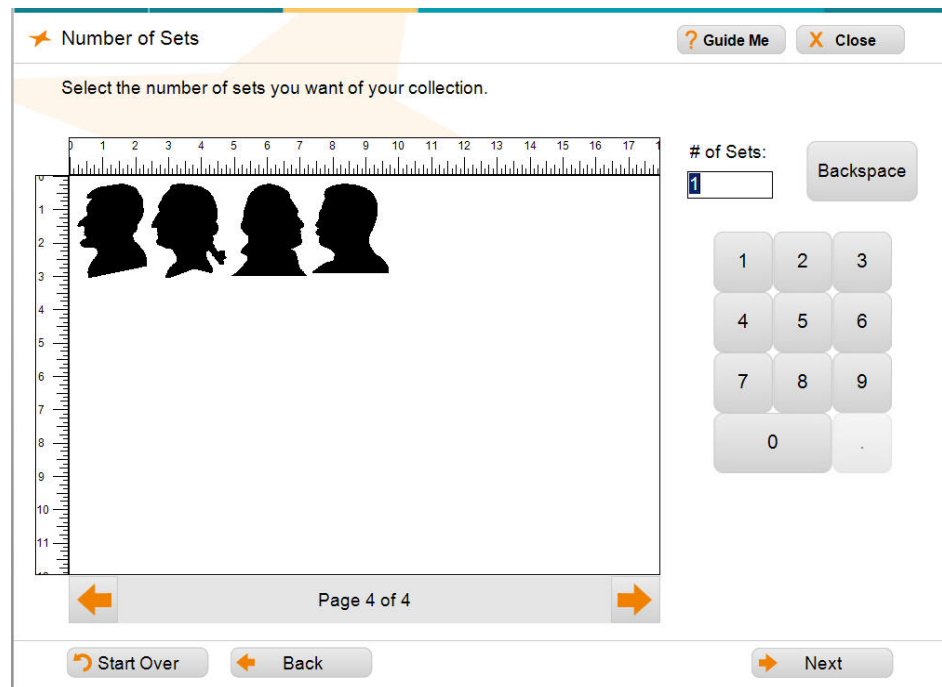 Number of Sets
? Guide Me
X Close
Select the number of sets you want of your collection.
0 1 2 3 4 5 6 7 8 9 10 11 12 13 14 15 16 17 1
# of Sets:
1
Backspace
0
1
2
3
4
5
6
7
8
9
10
11
1 2 3
4 5 6
7 8 9
0 .
Page 4 of 4
Start Over
Back
Next